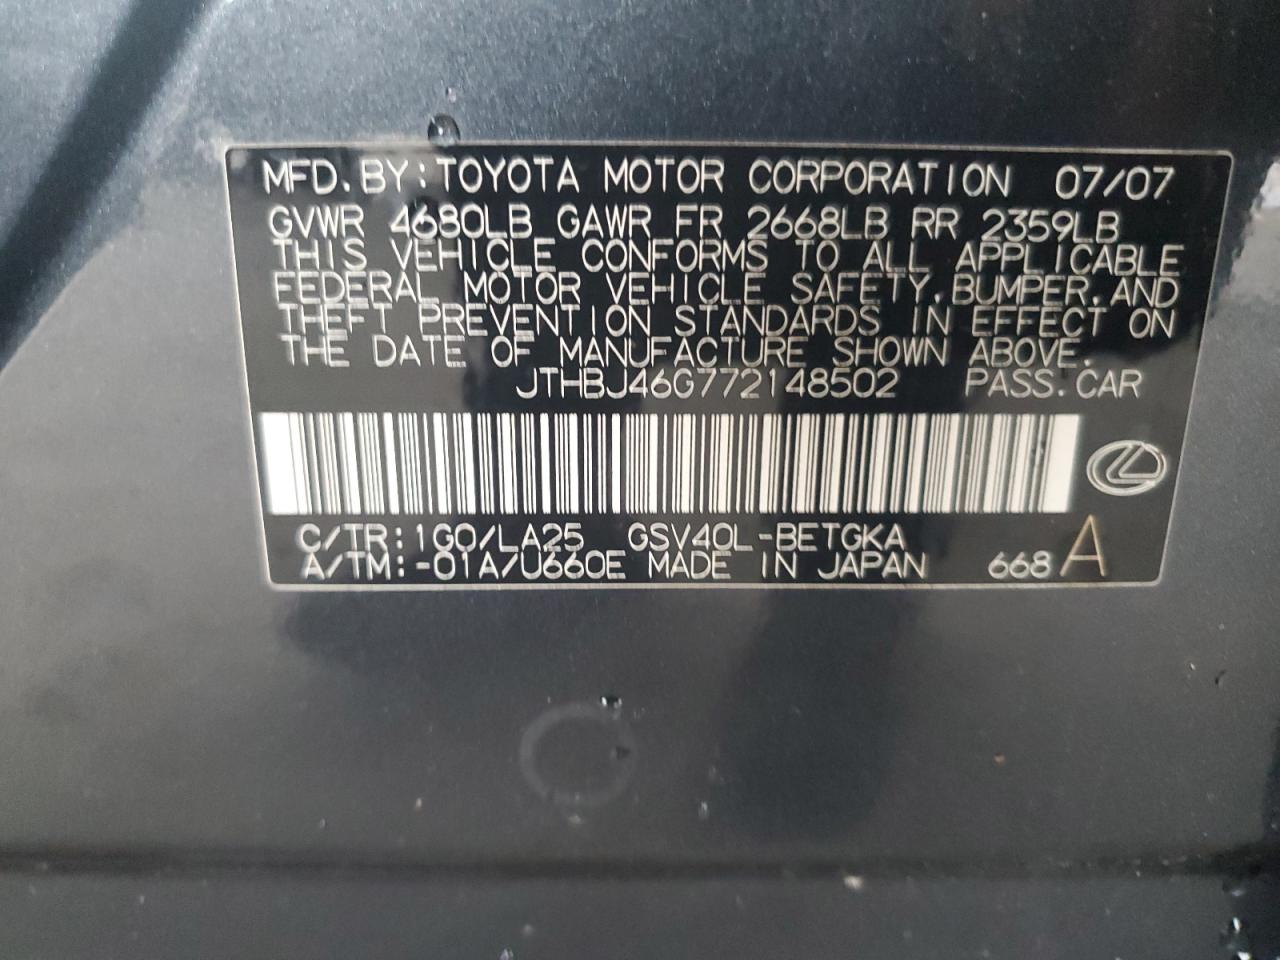 MFD.BY:TOYOTA MOTOR CORPORATION 07/07
GVWR 4680LB GAWR FR 2668LB RR 2359LB
THIS VEHICLE CONFORMS TO ALL APPLICABLE
FEDERAL MOTOR VEHICLE SAFETY,BUMPER,AND
THEFT PREVENTION STANDARDS IN EFFECT ON
THE DATE OF MANUFACTURE SHOWN ABOVE.
JTHBJ46G772148502 PASS.CAR
C/TR:1G0/LA25 GSV40L-BETGKA
A/TM:-01A/U660E MADE IN JAPAN 668 A